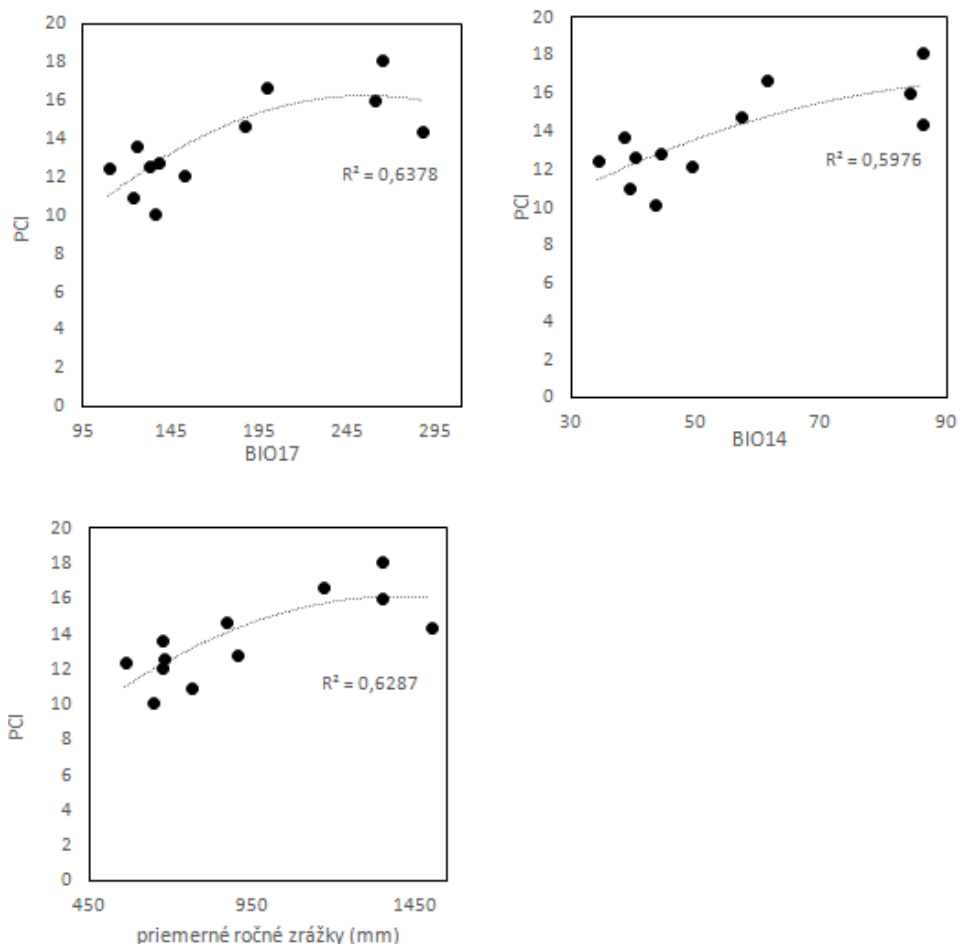 20
18
16
14
12
10
8
6
4
2
0
PCI
R² = 0,6378
95 145 195 245 295
BIO17
20
18
16
14
12
10
8
6
4
2
0
PCI
R² = 0,5976
30 50 70 90
BIO14
20
18
16
14
12
10
8
6
4
2
0
PCI
R² = 0,6287
450 950 1450
priemerné ročné zrážky (mm)